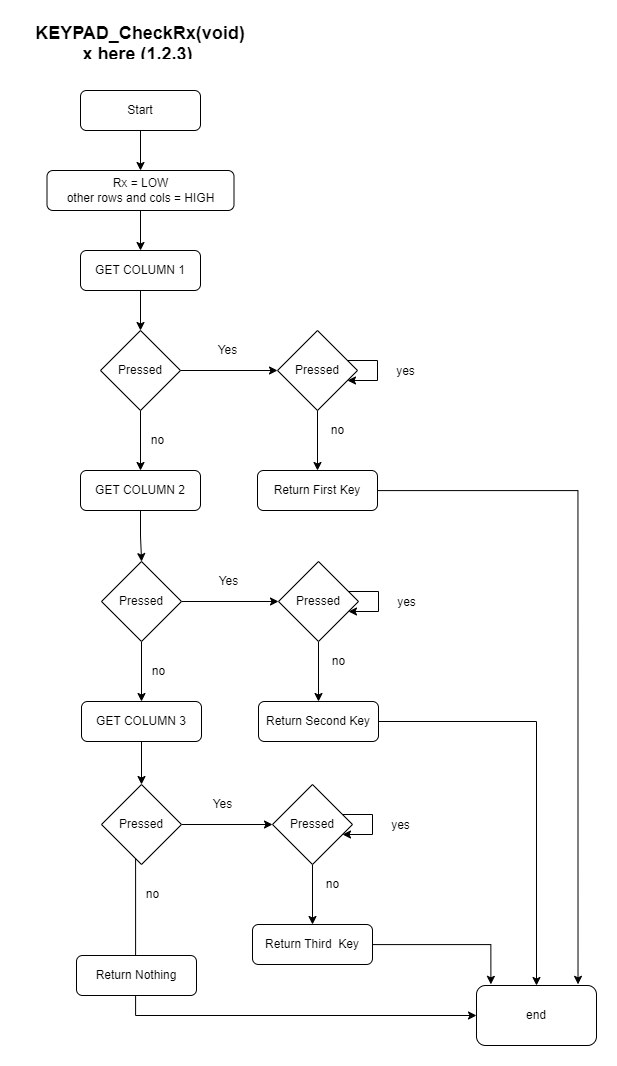 KEYPAD_CheckRx(void)
x here (1.2.3)
Start
Rx = LOW
other rows and cols = HIGH
GET COLUMN 1
Pressed
Yes
Pressed
yes
no
no
GET COLUMN 2
Return First Key
Pressed
Yes
Pressed
yes
no
no
GET COLUMN 3
Return Second Key
Pressed
Yes
Pressed
yes
no
no
Return Third Key
Return Nothing
end